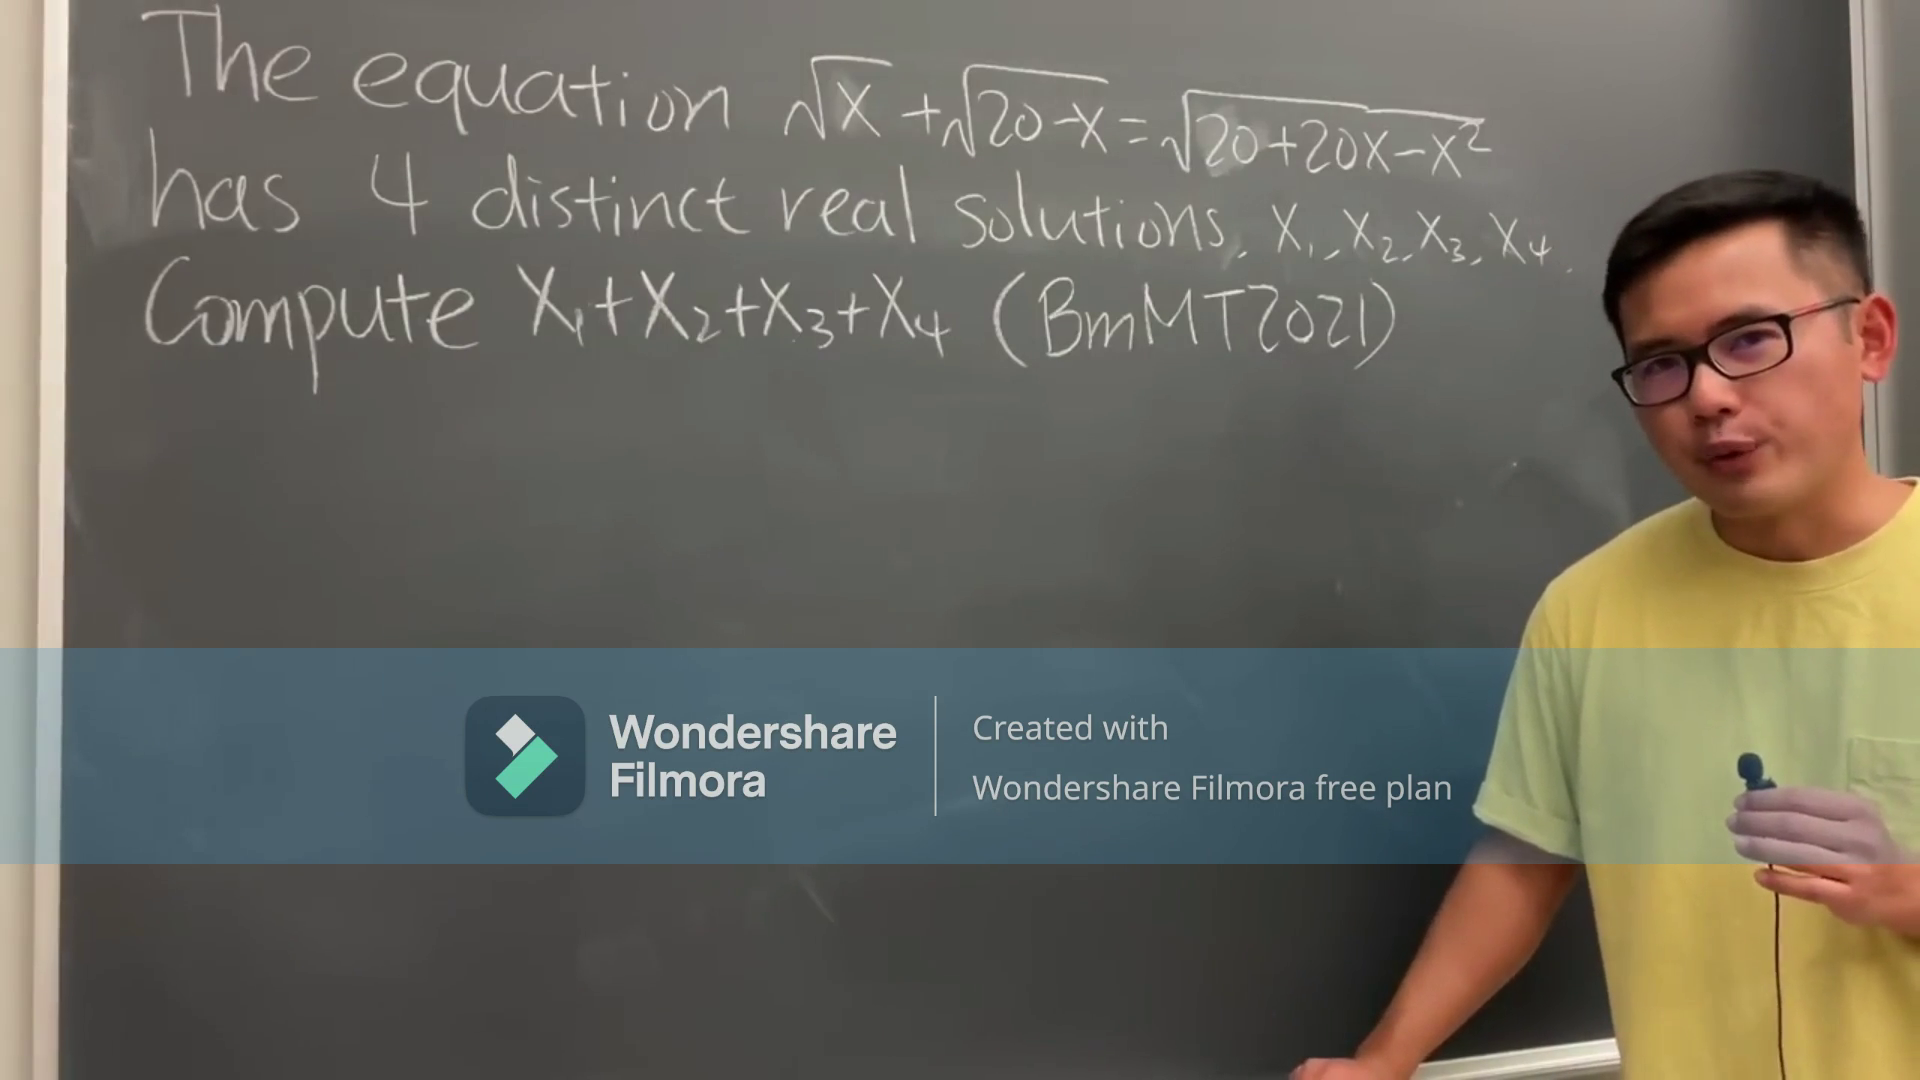 The equation √x + √20-x = √20+20x-x²
has 4 distinct real solutions, x₁, x₂, x₃, x₄.
Compute x₁+x₂+x₃+x₄ (BmMT2021)
Wondershare Filmora
Created with
Wondershare Filmora free plan